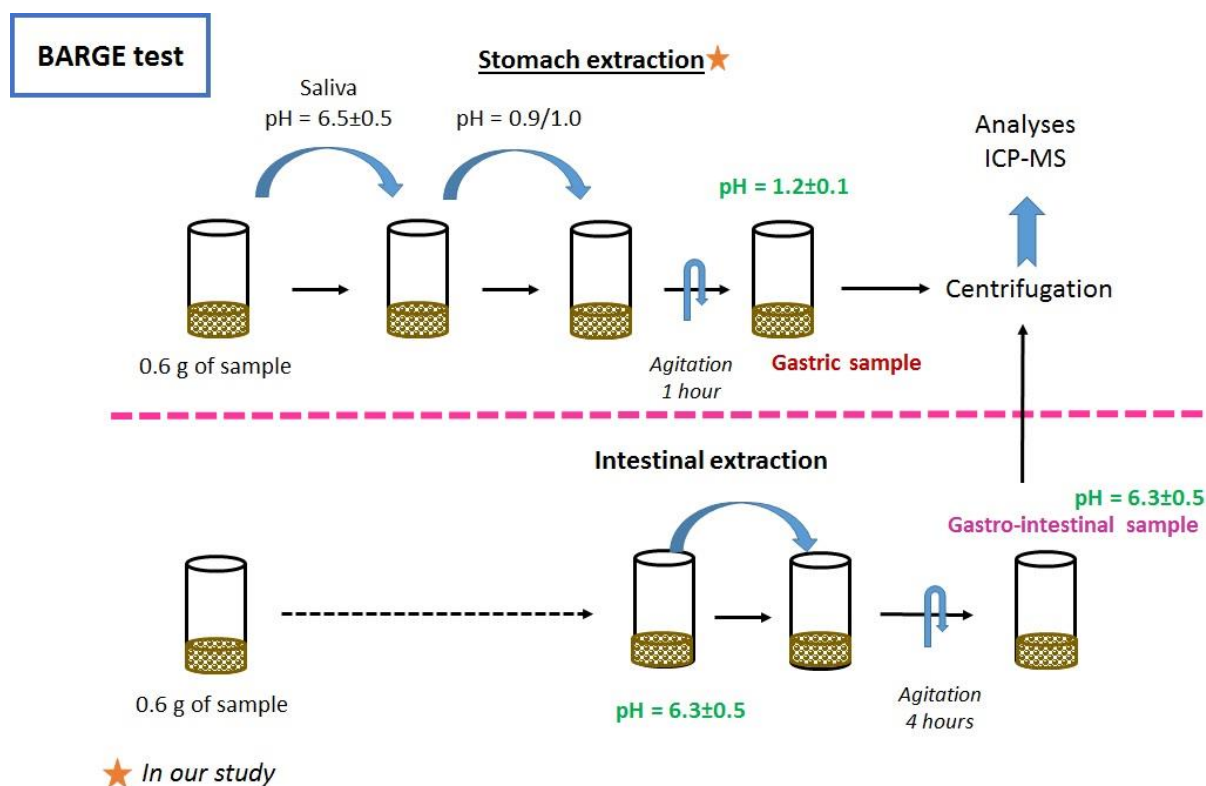 BARGE test
Stomach extraction
Saliva
pH = 6.5±0.5
pH = 0.9/1.0
Analyses
ICP-MS
pH = 1.2±0.1
Centrifugation
0.6 g of sample
Agitation
1 hour
Gastric sample
Intestinal extraction
pH = 6.3±0.5
Gastro-intestinal sample
0.6 g of sample
pH = 6.3±0.5
Agitation
4 hours
In our study